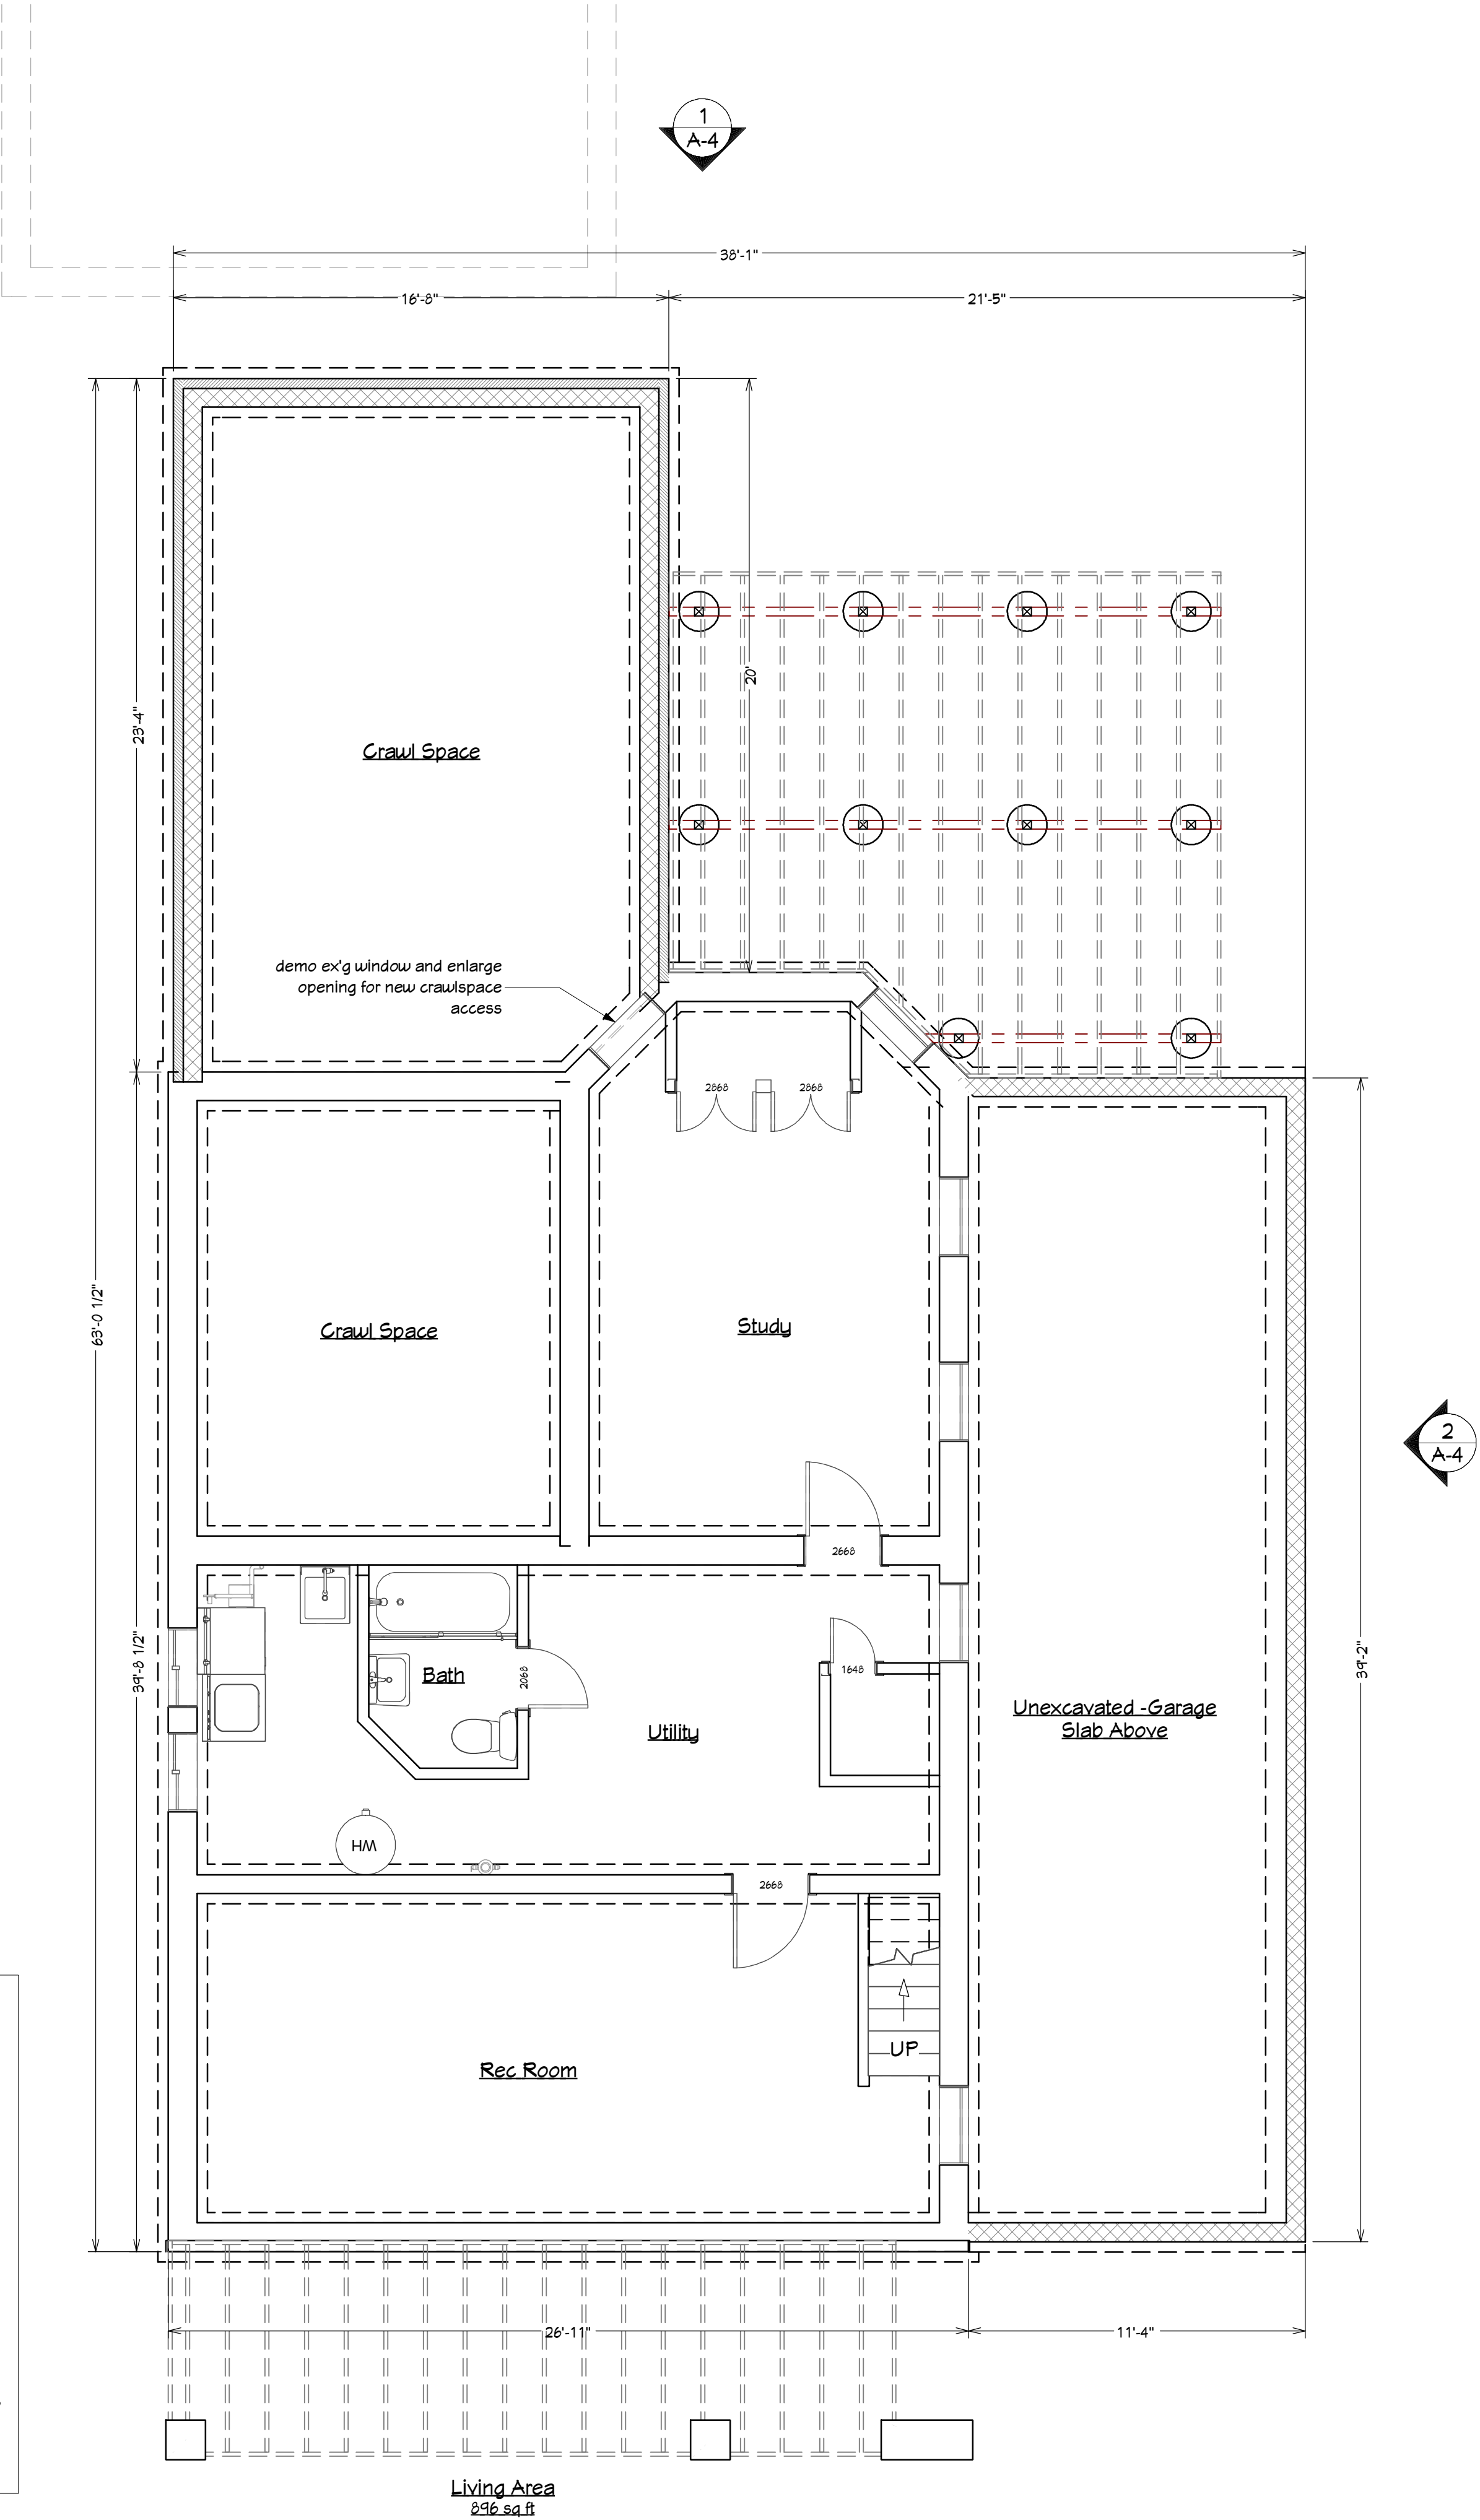 1
A-4
38'-1"
16'-8"
21'-5"
23'-4"
20'
Crawl Space
demo ex'g window and enlarge
opening for new crawlspace
access
2868
2868
63'-0 1/2"
Crawl Space
Study
2
A-4
2668
39'-8 1/2"
39'-2"
Bath
2068
1648
Utility
Unexcavated -Garage
Slab Above
WH
2668
UP
Rec Room
26'-11"
11'-4"
Living Area
896 sq ft